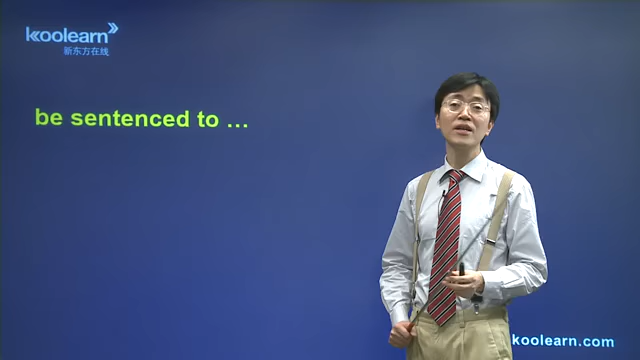 koolearn
新东方在线
be sentenced to …
koolearn.com